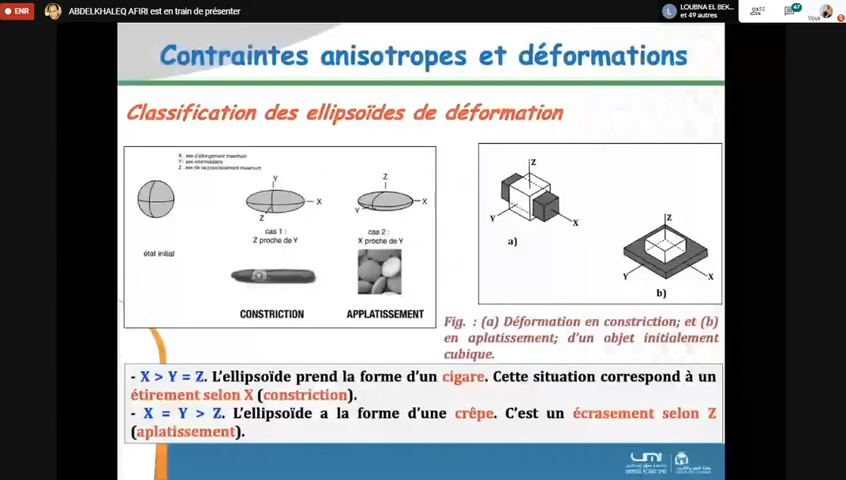 ENR
ABDELKHALEQ AFIRI est en train de présenter
L
LOUBNA EL BEK...
et 49 autres
47
Vous
Contraintes anisotropes et déformations
Classification des ellipsoïdes de déformation
X : axe d'allongement maximum
Y : axe intermédiaire
Z : axe de raccourcissement maximum
Y
X
Z
Z
X
Y
état initial
cas 1 :
Z proche de Y
cas 2 :
X proche de Y
CONSTRICTION
APPLATISSEMENT
Z
Y
X
a)
Z
Y
X
b)
Fig. : (a) Déformation en constriction; et (b)
en aplatissement; d'un objet initialement
cubique.
- X > Y = Z. L'ellipsoïde prend la forme d'un cigare. Cette situation correspond à un
étirement selon X (constriction).
- X = Y > Z. L'ellipsoïde a la forme d'une crêpe. C'est un écrasement selon Z
(aplatissement).